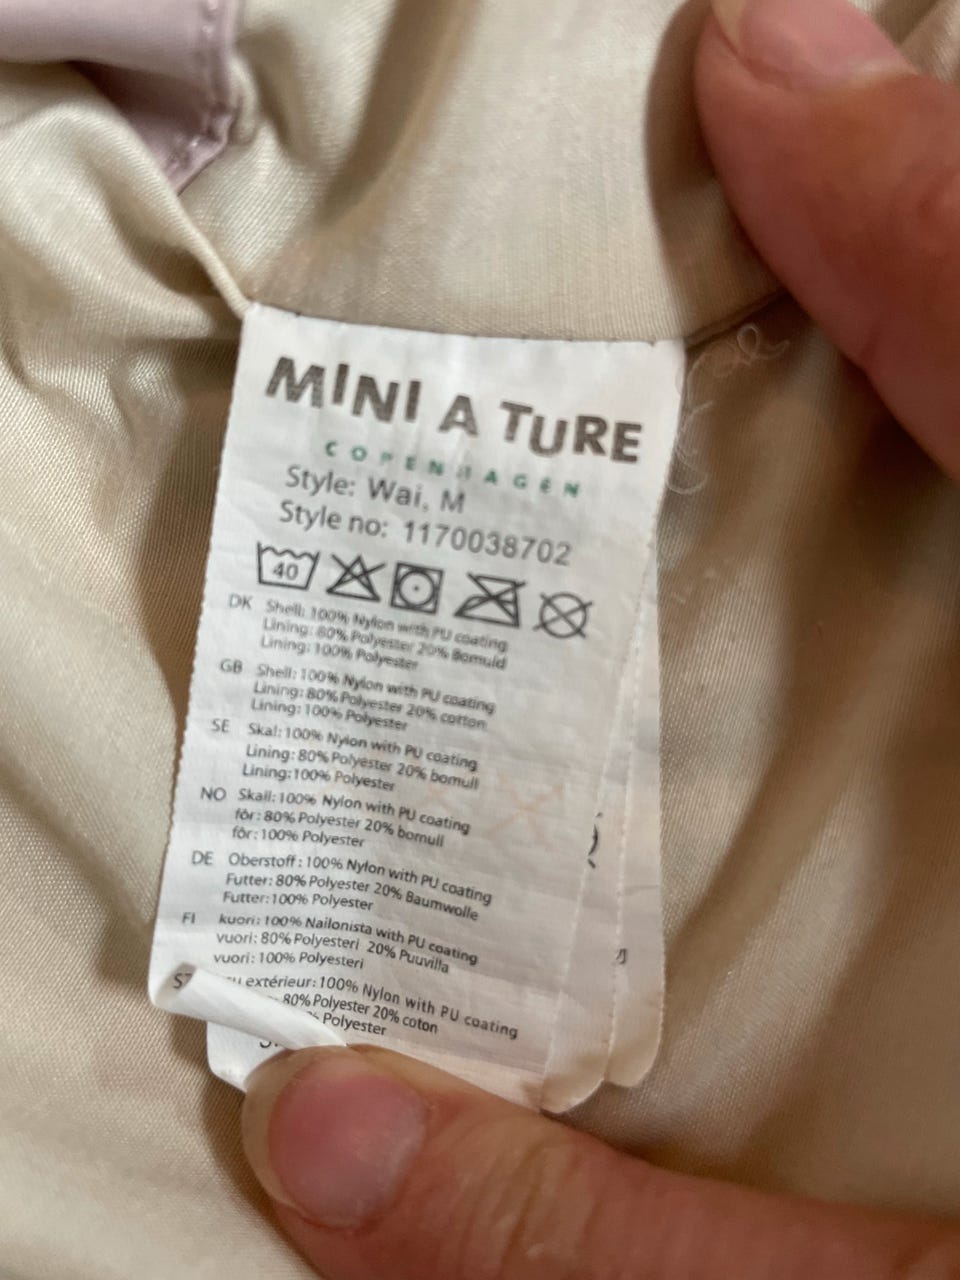 MINI A TURE
COPENHAGEN
Style: Wai, M
Style no: 1170038702
40
DK Shell: 100% Nylon with PU coating
Lining: 80% Polyester 20% Bomuld
Lining: 100% Polyester
GB Shell: 100% Nylon with PU coating
Lining: 80% Polyester 20% cotton
Lining: 100% Polyester
SE Skal: 100% Nylon with PU coating
Lining: 80% Polyester 20% bomull
Lining: 100% Polyester
NO Skall: 100% Nylon with PU coating
fôr: 80% Polyester 20% bomull
fôr: 100% Polyester
DE Oberstoff: 100% Nylon with PU coating
Futter: 80% Polyester 20% Baumwolle
Futter: 100% Polyester
FI kuori: 100% Nailonista with PU coating
vuori: 80% Polyesteri 20% Puuvilla
vuori: 100% Polyesteri
extérieur: 100% Nylon with PU coating
80% Polyester 20% coton
% Polyester